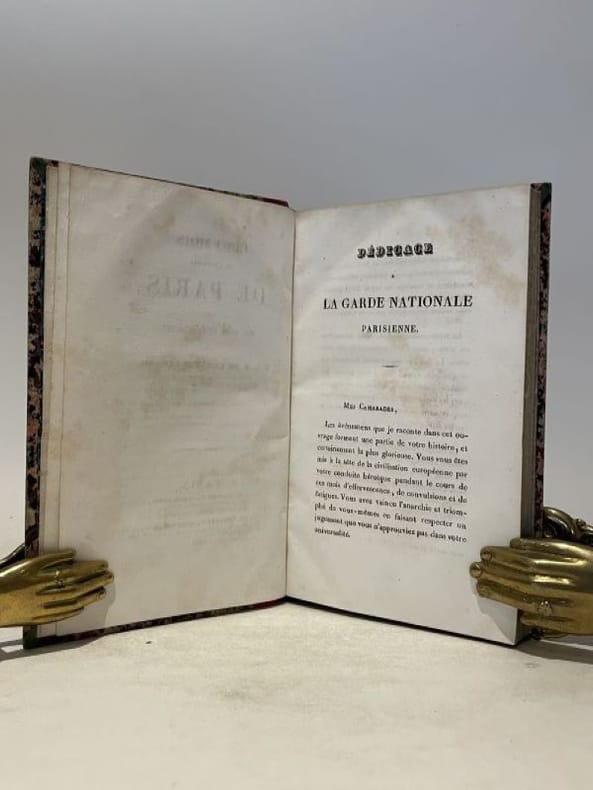 DÉDICACE
A
LA GARDE NATIONALE
PARISIENNE.
Mes Camarades,
Les évènemens que je raconte dans cet ou-
vrage forment une partie de votre histoire, et
certainement la plus glorieuse. Vous vous êtes
mis à la tête de la civilisation européenne par
votre conduite héroïque pendant le cours de
ces mois d'effervescence, de convulsions et de
fatigues. Vous avez vaincu l'anarchie et triom-
phé de vous-mêmes en faisant respecter un
jugement que vous n'approuviez pas dans votre
universalité.